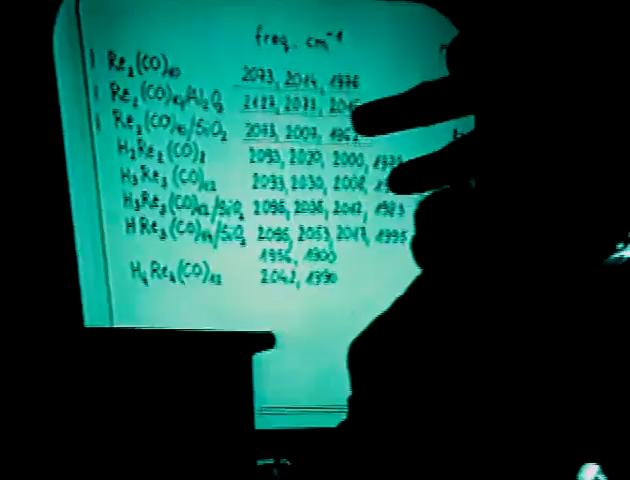 freq. cm⁻¹
Re₂(CO)₁₀ 2073, 2014, 1976
Re₂(CO)₁₀/Al₂O₃ 2127, 2073,
Re₂(CO)₁₀/SiO₂ 2073, 2007,
H₂Re₂(CO)₈ 2093, 2020, 2000,
H₃Re₃(CO)₁₂ 2093, 2030, 2008,
H₃Re₃(CO)₁₂/SiO₂ 2096, 2036, 2012, 1983
HRe₃(CO)₁₄/SiO₂ 2096, 2053, 2017, 1995
1956, 1900
H₄Re₄(CO)₁₂ 2042, 1990